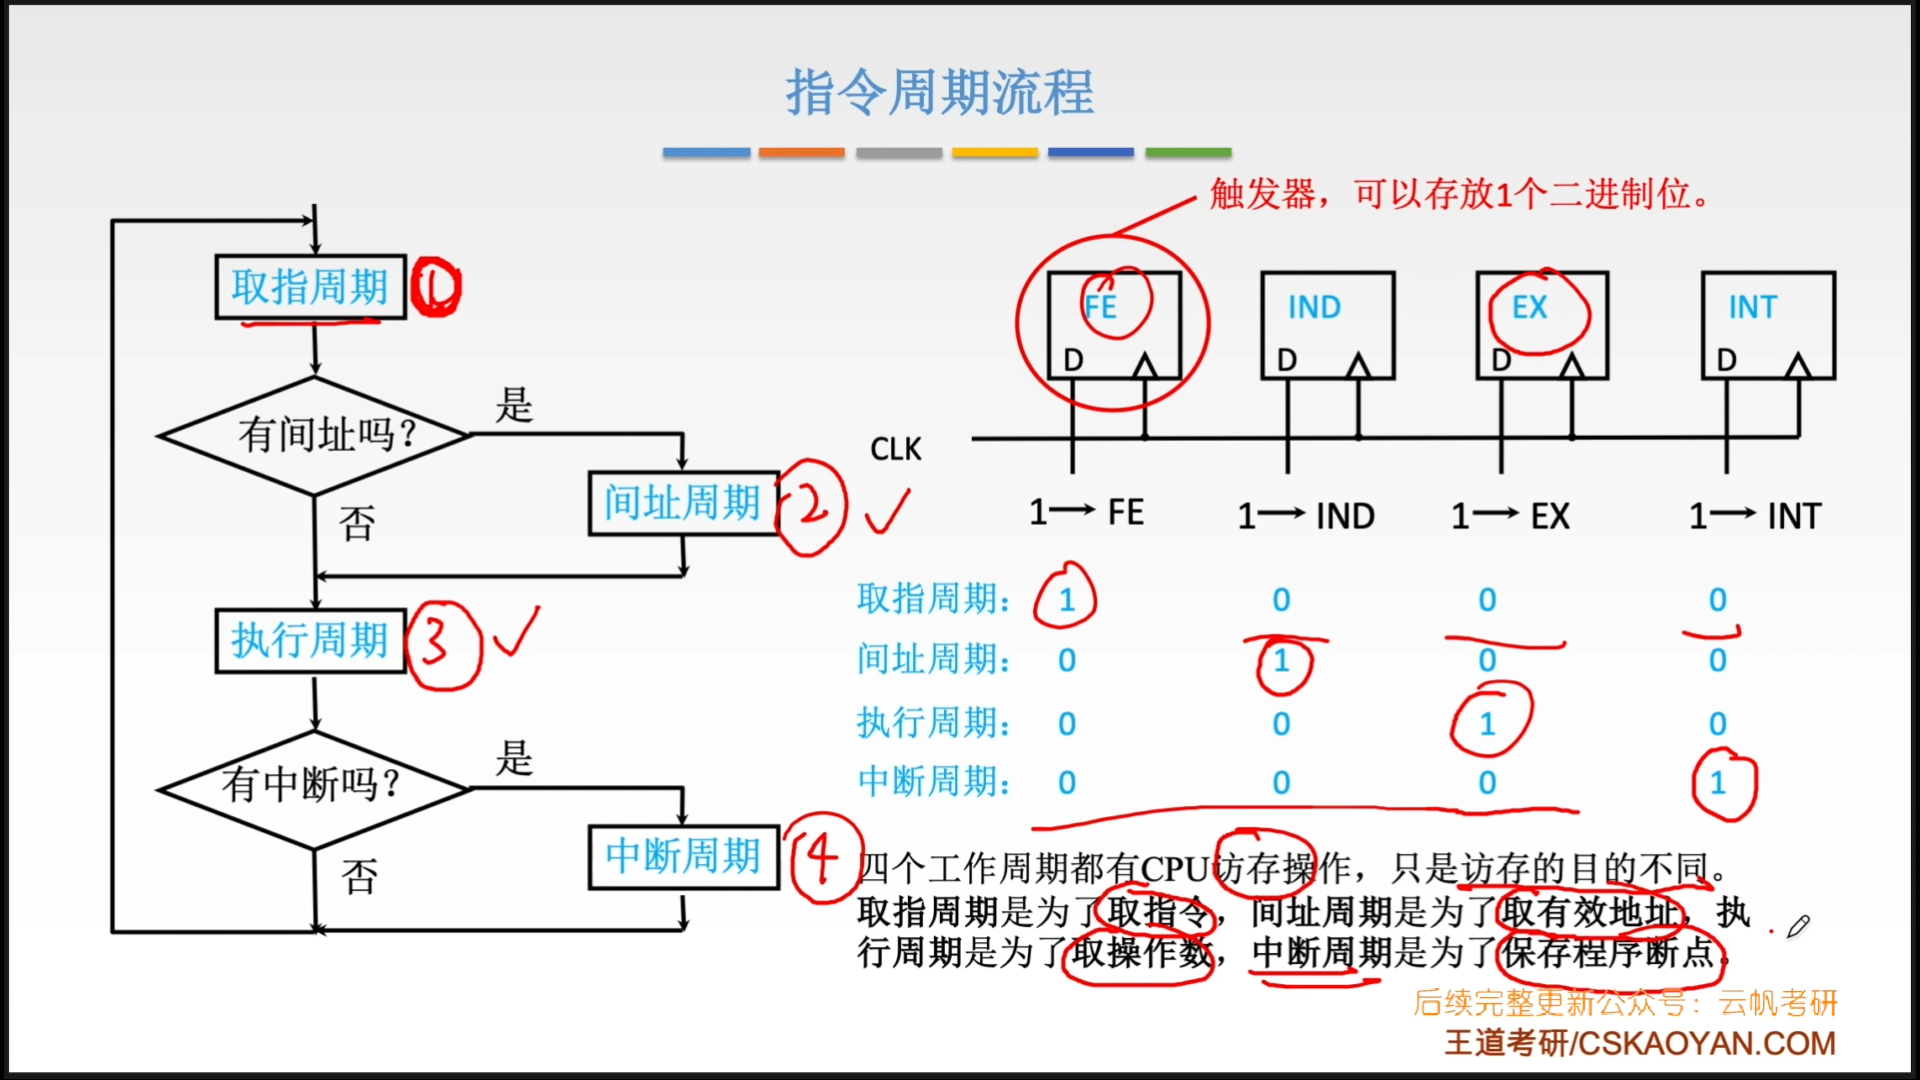 指令周期流程
触发器，可以存放1个二进制位。
取指周期
①
有间址吗？
是
间址周期
②
否
执行周期
③
有中断吗？
是
中断周期
④
否
FE
D
IND
D
EX
D
INT
D
CLK
1→ FE
1→ IND
1→ EX
1→ INT
取指周期： 1 0 0 0
间址周期： 0 1 0 0
执行周期： 0 0 1 0
中断周期： 0 0 0 1
四个工作周期都有CPU访存操作，只是访存的目的不同。
取指周期是为了取指令，间址周期是为了取有效地址，执
行周期是为了取操作数，中断周期是为了保存程序断点。
后续完整更新公众号：云帆考研
王道考研/CSKAOYAN.COM